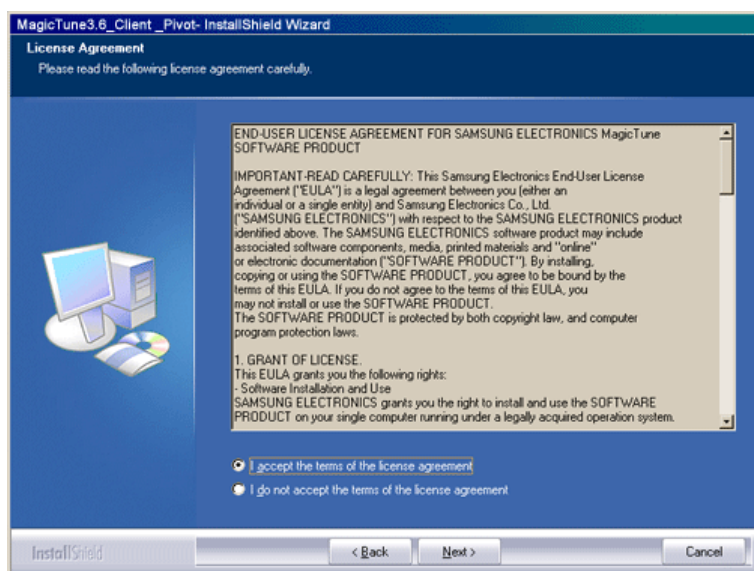 MagicTune3.6_Client _Pivot- InstallShield Wizard
License Agreement
Please read the following license agreement carefully.
END-USER LICENSE AGREEMENT FOR SAMSUNG ELECTRONICS MagicTune
SOFTWARE PRODUCT
IMPORTANT-READ CAREFULLY: This Samsung Electronics End-User License
Agreement ("EULA") is a legal agreement between you (either an
individual or a single entity) and Samsung Electronics Co., Ltd.
("SAMSUNG ELECTRONICS") with respect to the SAMSUNG ELECTRONICS product
identified above. The SAMSUNG ELECTRONICS software product may include
associated software components, media, printed materials and "online"
or electronic documentation ("SOFTWARE PRODUCT"). By installing,
copying or using the SOFTWARE PRODUCT, you agree to be bound by the
terms of this EULA. If you do not agree to the terms of this EULA, you
may not install or use the SOFTWARE PRODUCT.
The SOFTWARE PRODUCT is protected by both copyright law, and computer
program protection laws.
1. GRANT OF LICENSE.
This EULA grants you the following rights:
- Software Installation and Use
SAMSUNG ELECTRONICS grants you the right to install and use the SOFTWARE
PRODUCT on your single computer running under a legally acquired operation system.
I accept the terms of the license agreement
I do not accept the terms of the license agreement
InstallShield
< Back
Next >
Cancel